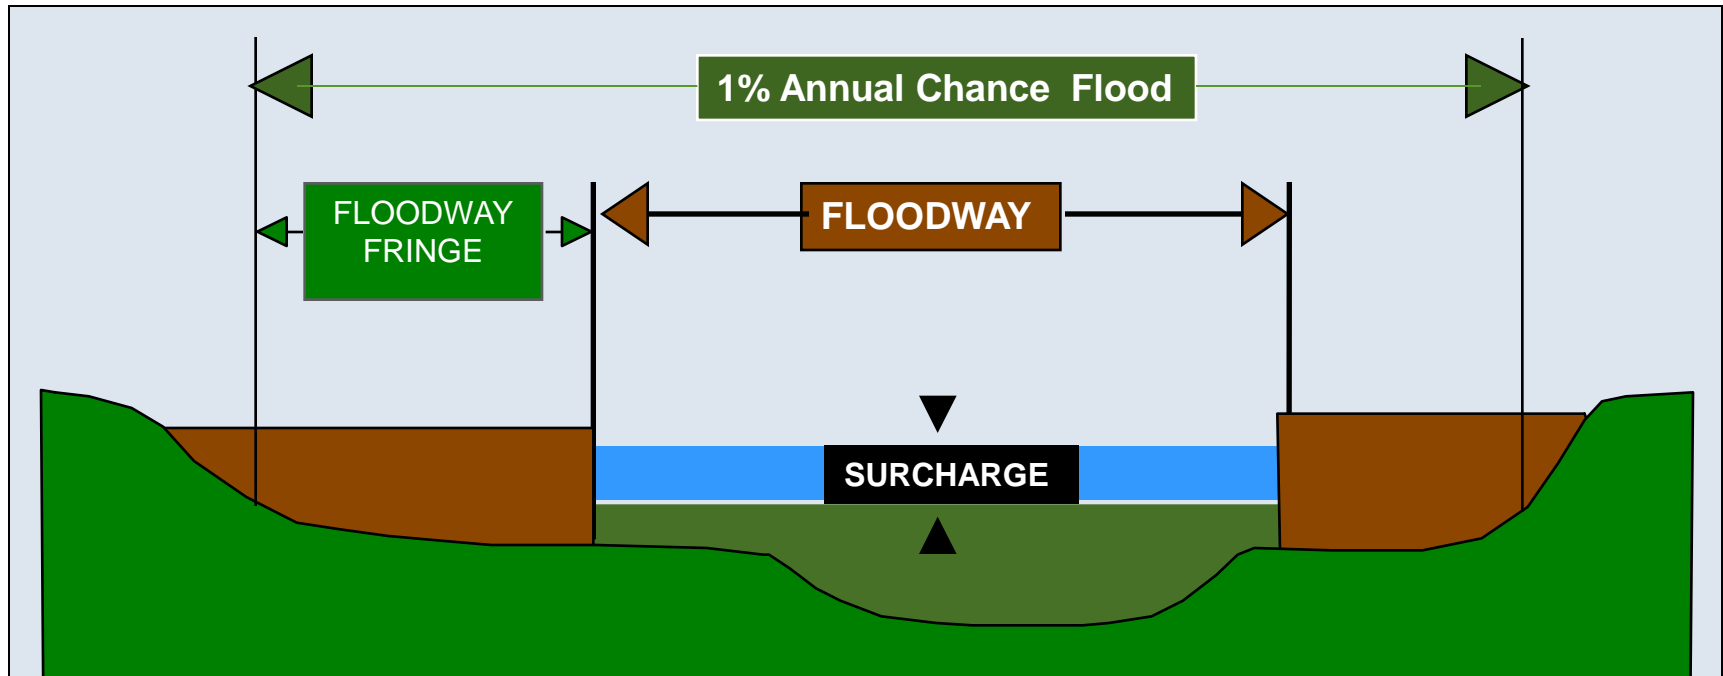 1% Annual Chance  Flood
FLOODWAY
FRINGE
FLOODWAY
SURCHARGE